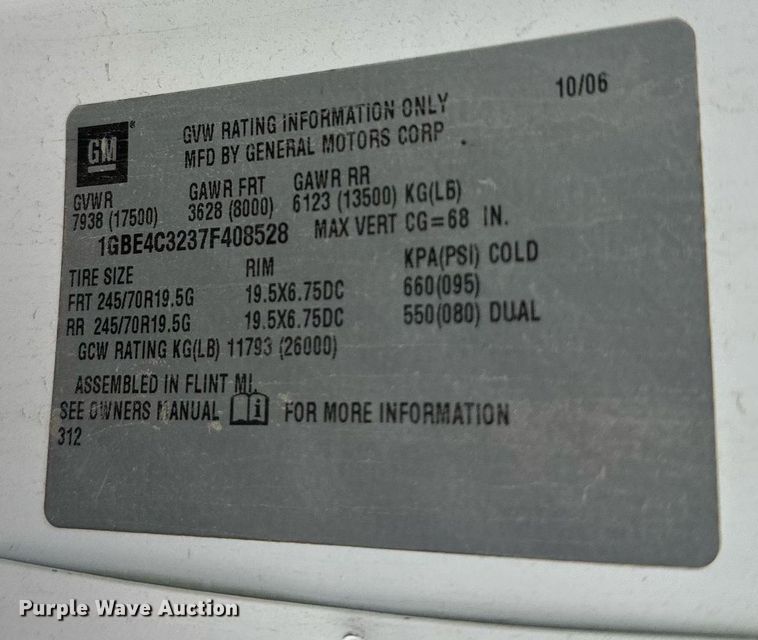 10/06
GM®
GVW RATING INFORMATION ONLY
MFD BY GENERAL MOTORS CORP .
GVWR GAWR FRT GAWR RR
7938 (17500) 3628 (8000) 6123 (13500) KG(LB)
1GBE4C3237F408528 MAX VERT CG=68 IN.
TIRE SIZE RIM KPA(PSI) COLD
FRT 245/70R19.5G 19.5X6.75DC 660(095)
RR 245/70R19.5G 19.5X6.75DC 550(080) DUAL
GCW RATING KG(LB) 11793 (26000)
ASSEMBLED IN FLINT MI.
SEE OWNERS MANUAL i FOR MORE INFORMATION
312
Purple Wave Auction